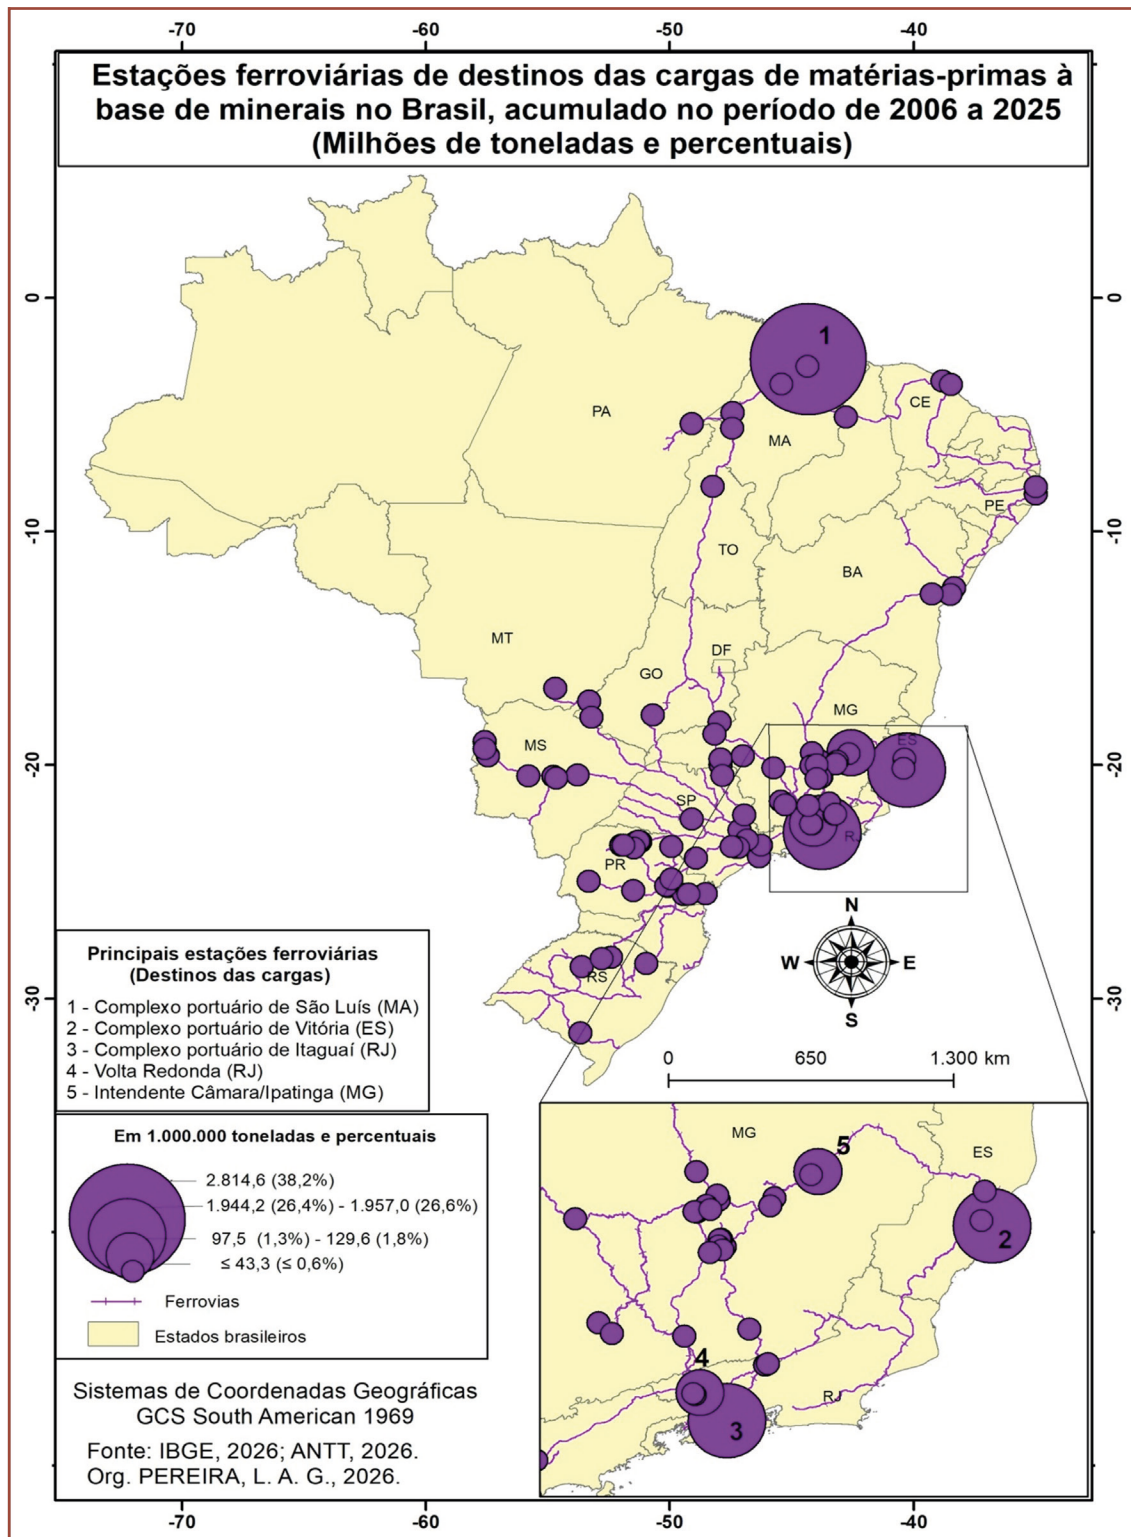 -70 -60 -50 -40
Estações ferroviárias de destinos das cargas de matérias-primas à
base de minerais no Brasil, acumulado no período de 2006 a 2025
(Milhões de toneladas e percentuais)
0 0
1
PA
CE
MA
PE
-10 -10
TO
BA
MT
DF
GO
MG
ES
MS
-20 -20
SP
RJ
PR
N
W E
S
RS
-30 -30
Principais estações ferroviárias
(Destinos das cargas)
1 - Complexo portuário de São Luís (MA)
2 - Complexo portuário de Vitória (ES)
3 - Complexo portuário de Itaguaí (RJ)
4 - Volta Redonda (RJ)
5 - Intendente Câmara/Ipatinga (MG)
0 650 1.300 km
Em 1.000.000 toneladas e percentuais
2.814,6 (38,2%)
1.944,2 (26,4%) - 1.957,0 (26,6%)
97,5 (1,3%) - 129,6 (1,8%)
≤ 43,3 (≤ 0,6%)
Ferrovias
Estados brasileiros
MG
5
ES
2
4
RJ
3
Sistemas de Coordenadas Geográficas
GCS South American 1969
Fonte: IBGE, 2026; ANTT, 2026.
Org. PEREIRA, L. A. G., 2026.
-70 -60 -50 -40